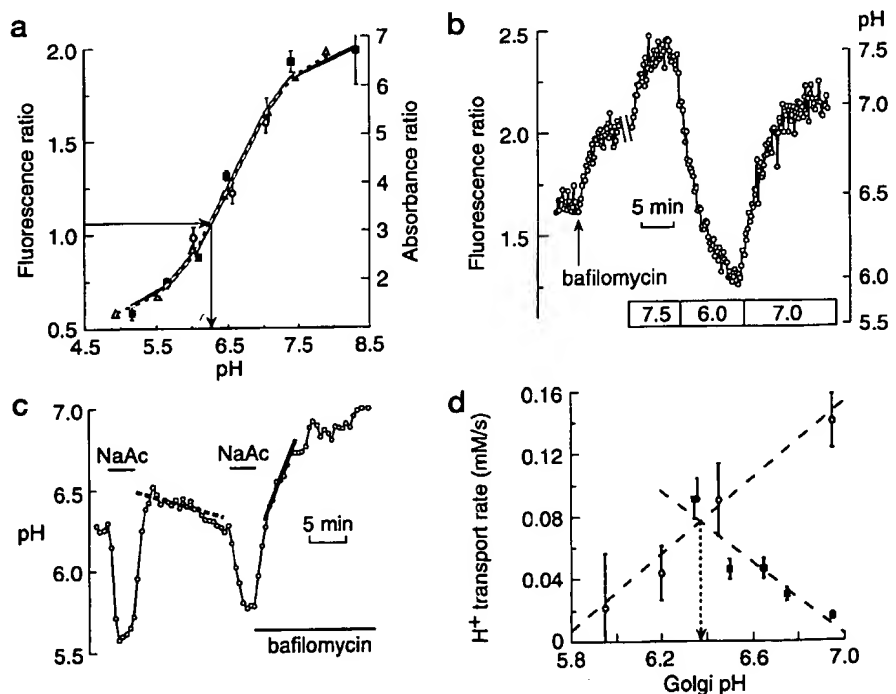 a
2.0
1.5
1.0
0.5
Fluorescence ratio
7
6
5
4
3
2
Absorbance ratio
4.5 5.5 6.5 7.5 8.5
pH
b
2.5
2.0
1.5
Fluorescence ratio
pH
7.5
7.0
6.5
6.0
5.5
5 min
bafilomycin
7.5 6.0 7.0
c
7.0
6.5
6.0
5.5
pH
NaAc NaAc
5 min
bafilomycin
d
0.16
0.12
0.08
0.04
0
H+ transport rate (mM/s)
5.8 6.2 6.6 7.0
Golgi pH